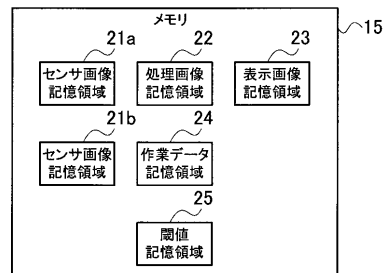 メモリ
15
21a
22
23
センサ画像
記憶領域
処理画像
記憶領域
表示画像
記憶領域
21b
24
センサ画像
記憶領域
作業データ
記憶領域
25
閾値
記憶領域